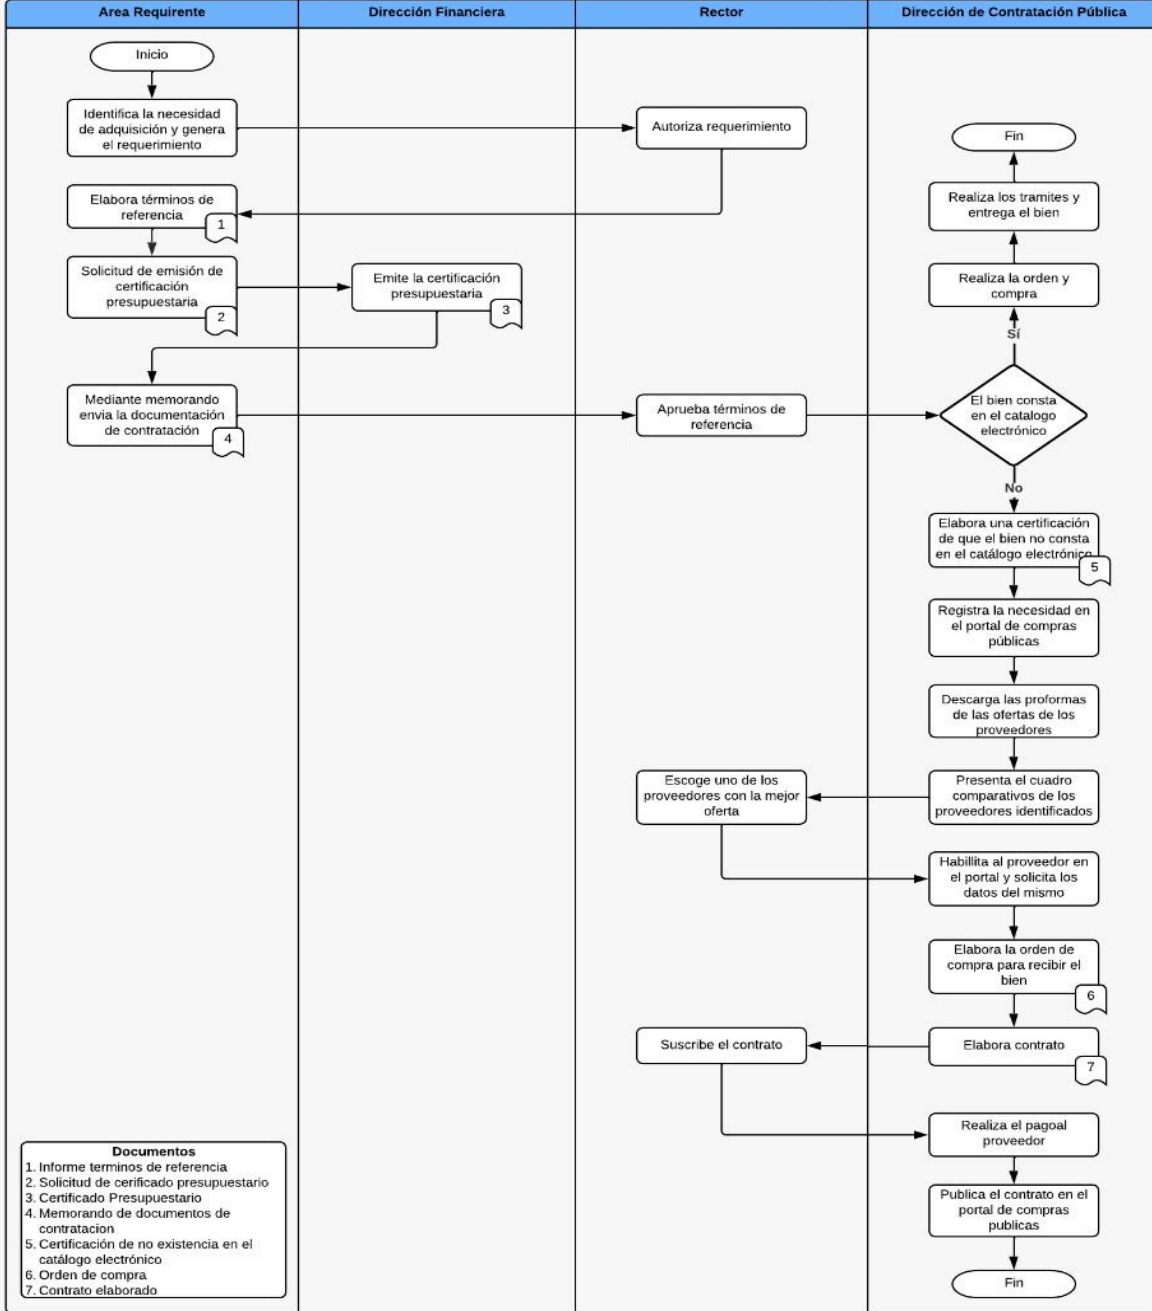 Area Requirente
Dirección Financiera
Rector
Dirección de Contratación Pública
Inicio
Identifica la necesidad
de adquisición y genera
el requerimiento
Autoriza requerimiento
Elabora términos de
referencia
1
Solicitud de emisión de
certificación
presupuestaria
2
Emite la certificación
presupuestaria
3
Mediante memorando
envia la documentación
de contratación
4
Aprueba términos de
referencia
El bien consta
en el catalogo
electrónico
Sí
Realiza la orden y
compra
Realiza los tramites y
entrega el bien
Fin
No
Elabora una certificación
de que el bien no consta
en el catálogo electrónico
5
Registra la necesidad en
el portal de compras
públicas
Descarga las proformas
de las ofertas de los
proveedores
Presenta el cuadro
comparativos de los
proveedores identificados
Escoge uno de los
proveedores con la mejor
oferta
Habillita al proveedor en
el portal y solicita los
datos del mismo
Elabora la orden de
compra para recibir el
bien
6
Elabora contrato
7
Suscribe el contrato
Realiza el pagoal
proveedor
Publica el contrato en el
portal de compras
publicas
Fin
Documentos
1. Informe terminos de referencia
2. Solicitud de cerificado presupuestario
3. Certificado Presupuestario
4. Memorando de documentos de
contratacion
5. Certificación de no existencia en el
catálogo electrónico
6. Orden de compra
7. Contrato elaborado